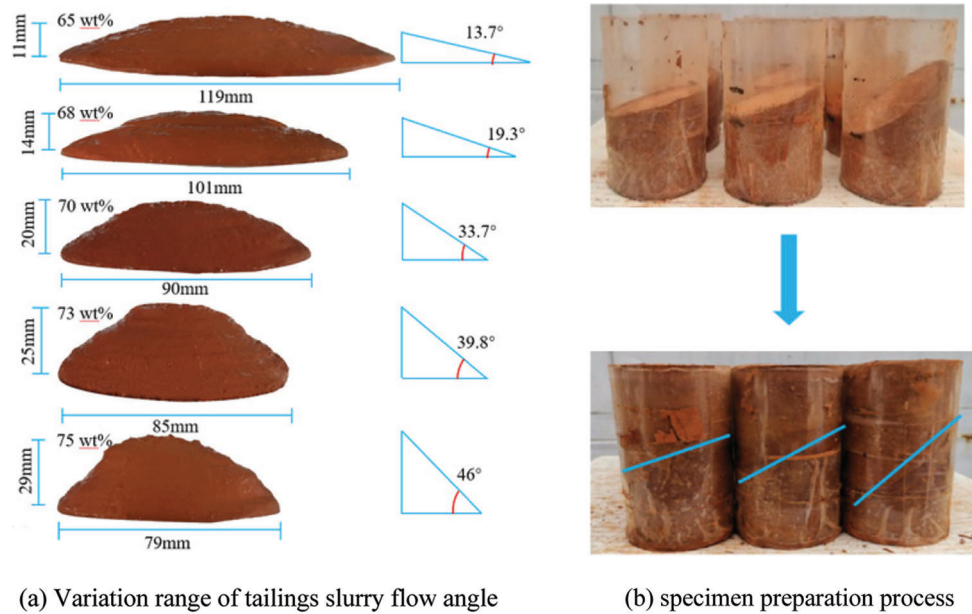 65 wt%
11mm
13.7°
119mm
68 wt%
14mm
19.3°
101mm
70 wt%
20mm
33.7°
90mm
73 wt%
25mm
39.8°
85mm
75 wt%
29mm
46°
79mm
(a) Variation range of tailings slurry flow angle
(b) specimen preparation process